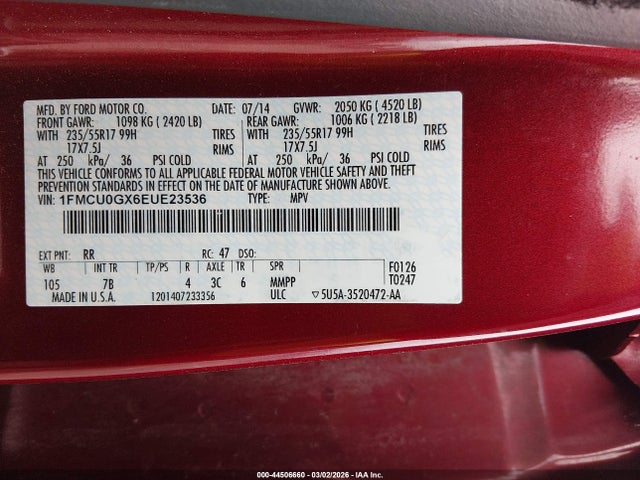 MFD. BY FORD MOTOR CO. DATE: 07/14 GVWR: 2050 KG ( 4520 LB)
FRONT GAWR: 1098 KG ( 2420 LB) REAR GAWR: 1006 KG ( 2218 LB)
WITH 235/55R17 99H TIRES WITH 235/55R17 99H TIRES
17X7.5J RIMS 17X7.5J RIMS
AT 250 kPa/ 36 PSI COLD AT 250 kPa/ 36 PSI COLD
THIS VEHICLE CONFORMS TO ALL APPLICABLE FEDERAL MOTOR VEHICLE SAFETY AND THEFT
PREVENTION STANDARDS IN EFFECT ON THE DATE OF MANUFACTURE SHOWN ABOVE.
VIN: 1FMCU0GX6EUE23536 TYPE: MPV
EXT PNT: RR RC: 47 DSO:
WB INT TR TP/PS R AXLE TR SPR F0126
105 7B 4 3C 6 MMPP T0247
MADE IN U.S.A. 1201407233356 ULC 5U5A-3520472-AA
000-44506660 - 03/02/2026 - Copyright IAA, Inc.